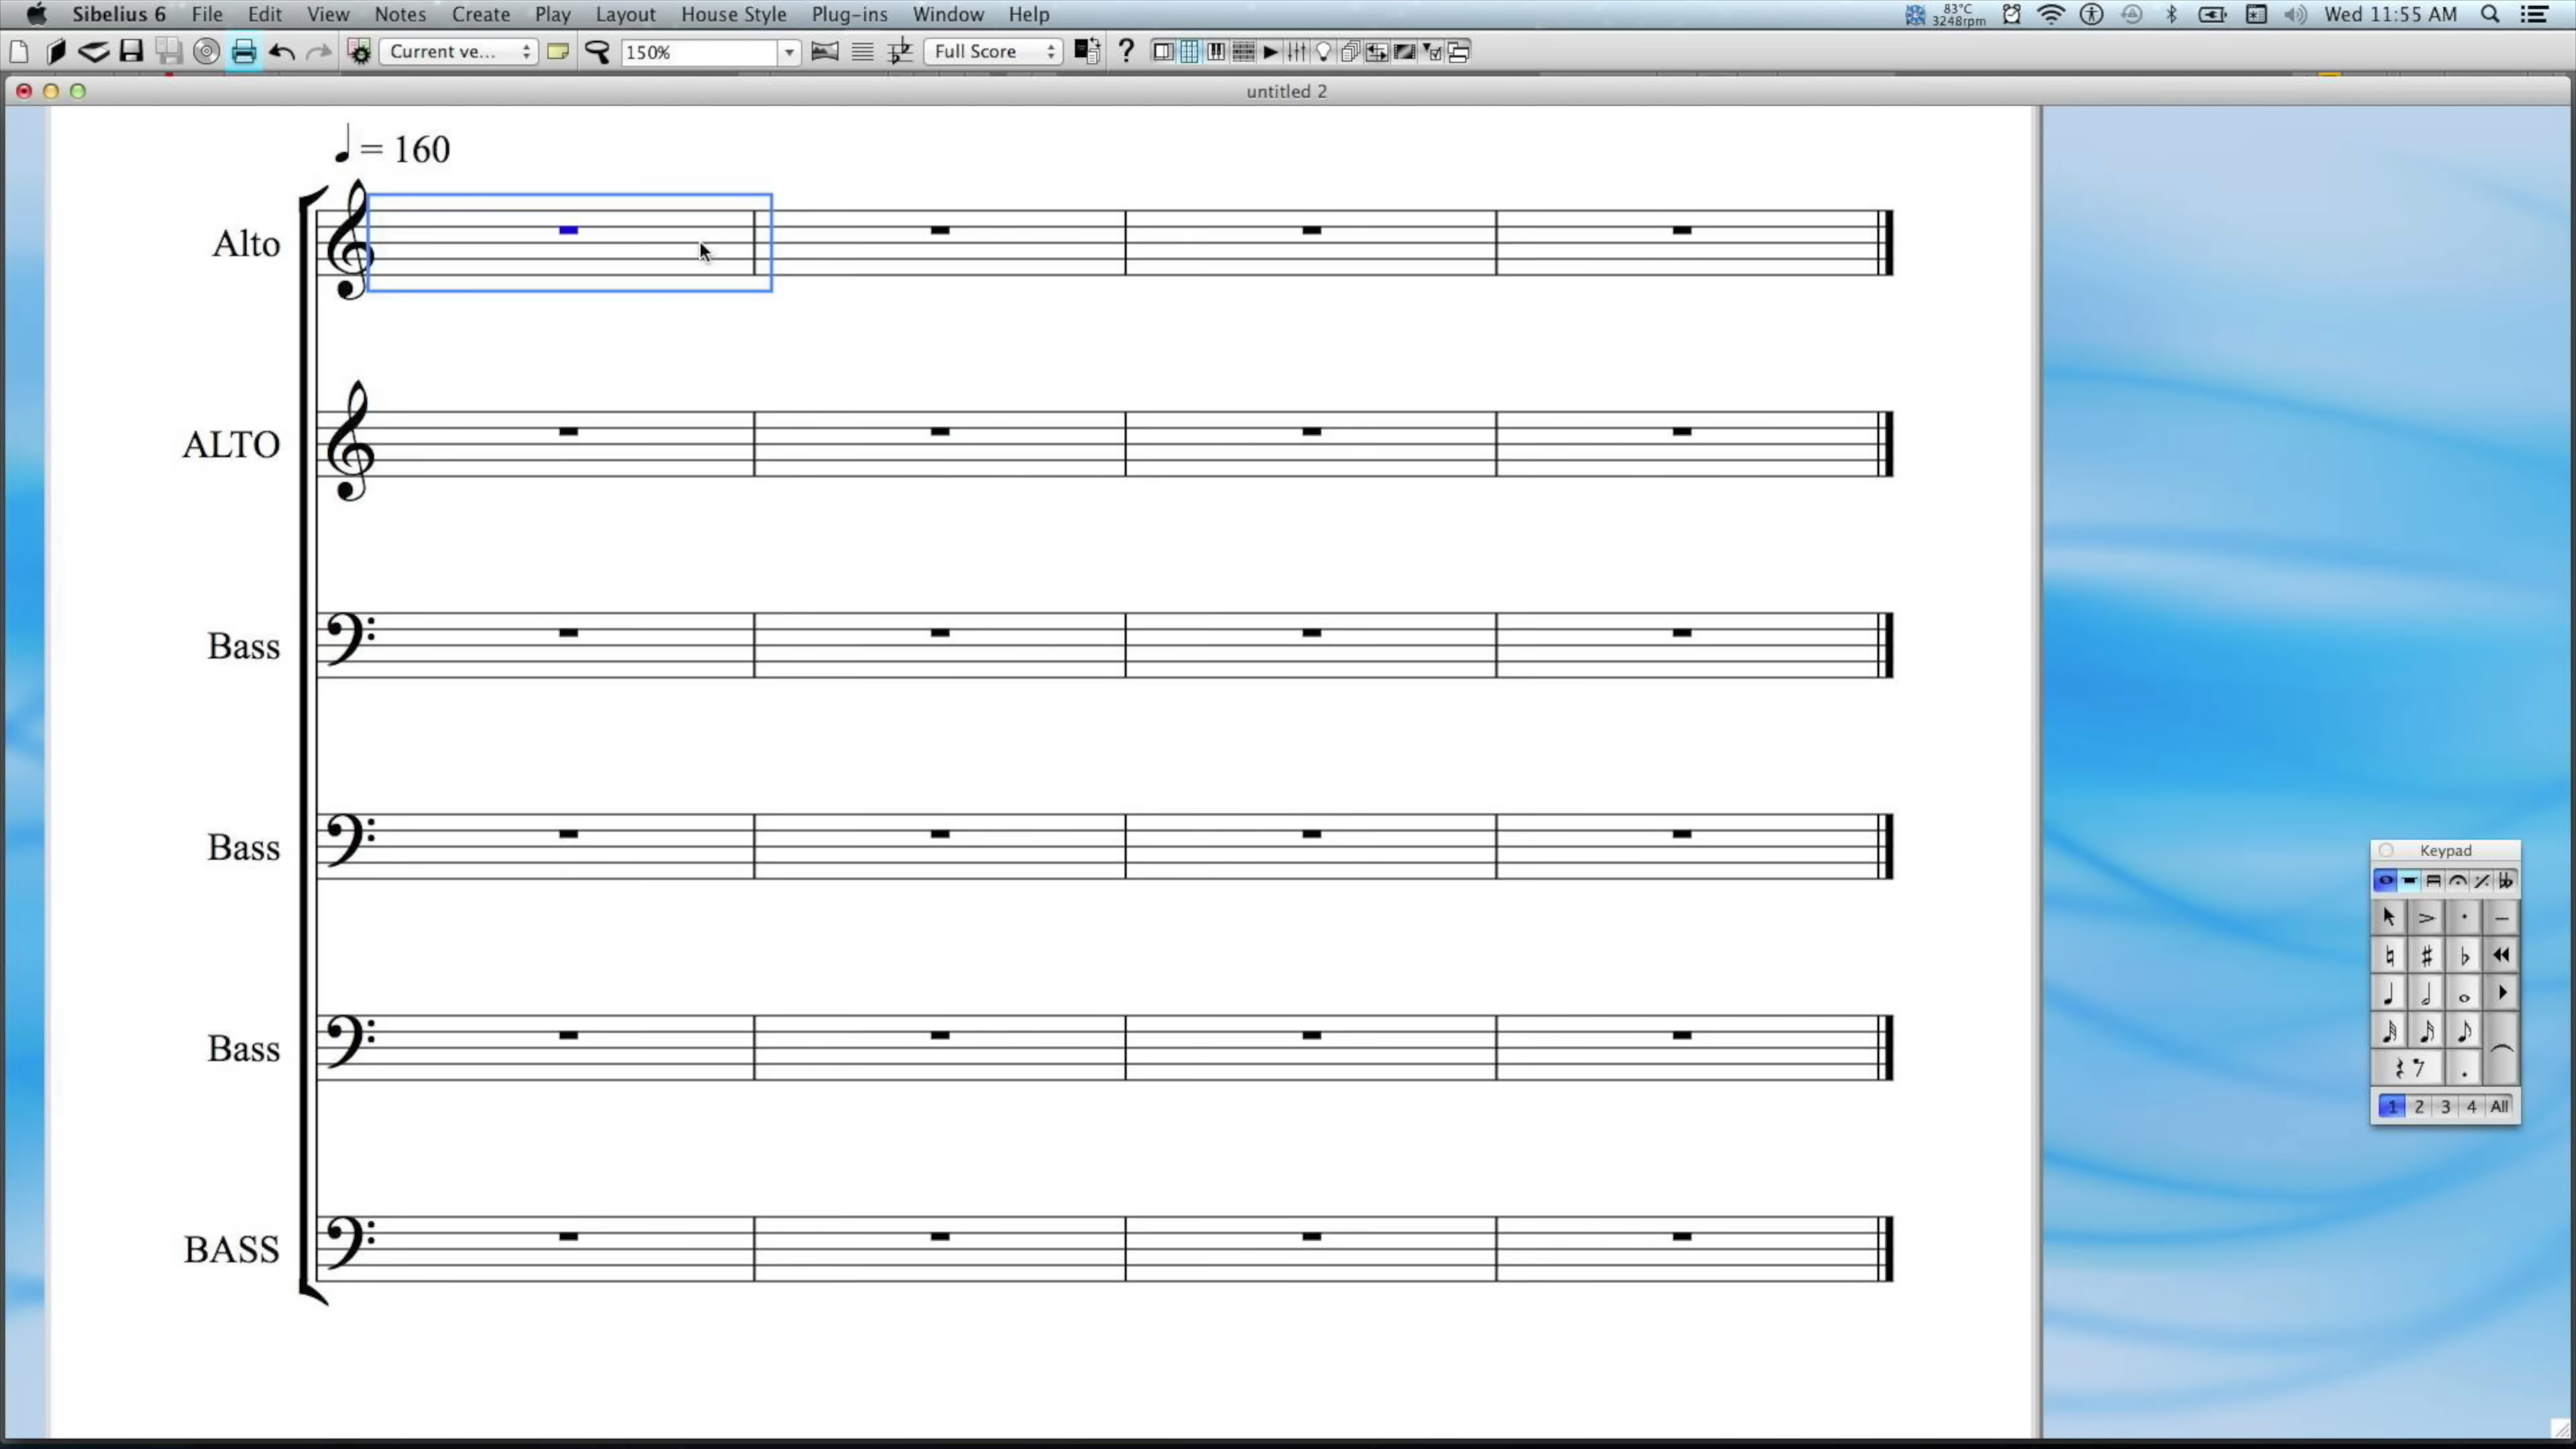 Sibelius 6 File Edit View Notes Create Play Layout House Style Plug-ins Window Help 83°C 3248rpm Wed 11:55 AM
Current ve... 150% Full Score ?
untitled 2
= 160
Alto
ALTO
Bass
Bass
Bass
BASS
Keypad
1 2 3 4 All